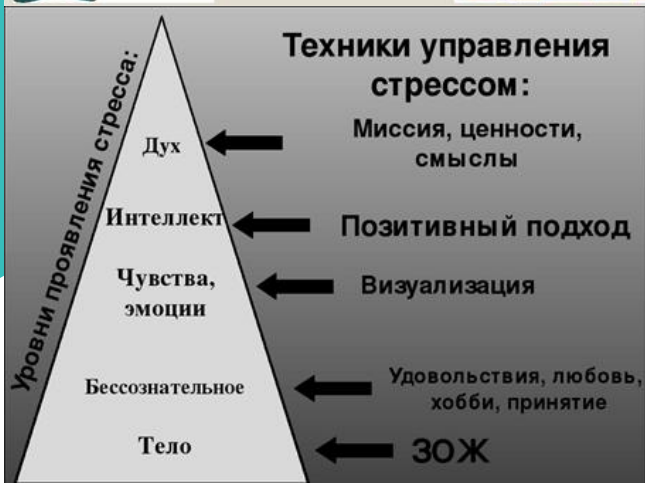 Уровни проявления стресса:
Техники управления
стрессом:
Дух
Миссия, ценности,
смыслы
Интеллект
Позитивный подход
Чувства,
эмоции
Визуализация
Бессознательное
Удовольствия, любовь,
хобби, принятие
Тело
ЗОЖ